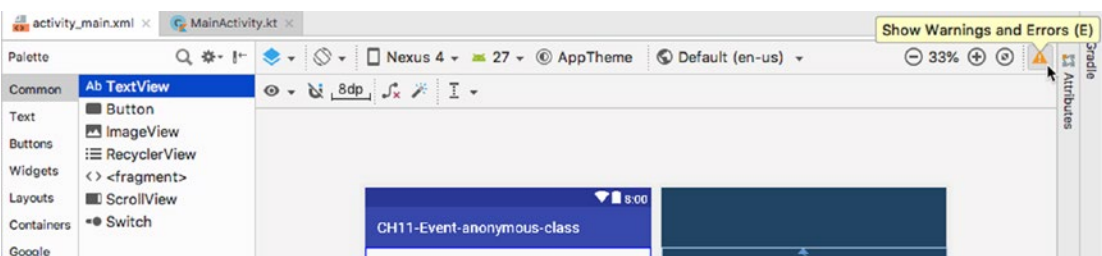 activity_main.xml MainActivity.kt
Show Warnings and Errors (E)
Palette Nexus 4 27 AppTheme Default (en-us) 33%
Common
Text
Buttons
Widgets
Layouts
Containers
Google
Ab TextView
Button
ImageView
RecyclerView
<fragment>
ScrollView
Switch
8dp
8:00
CH11-Event-anonymous-class
Gradle
Attributes